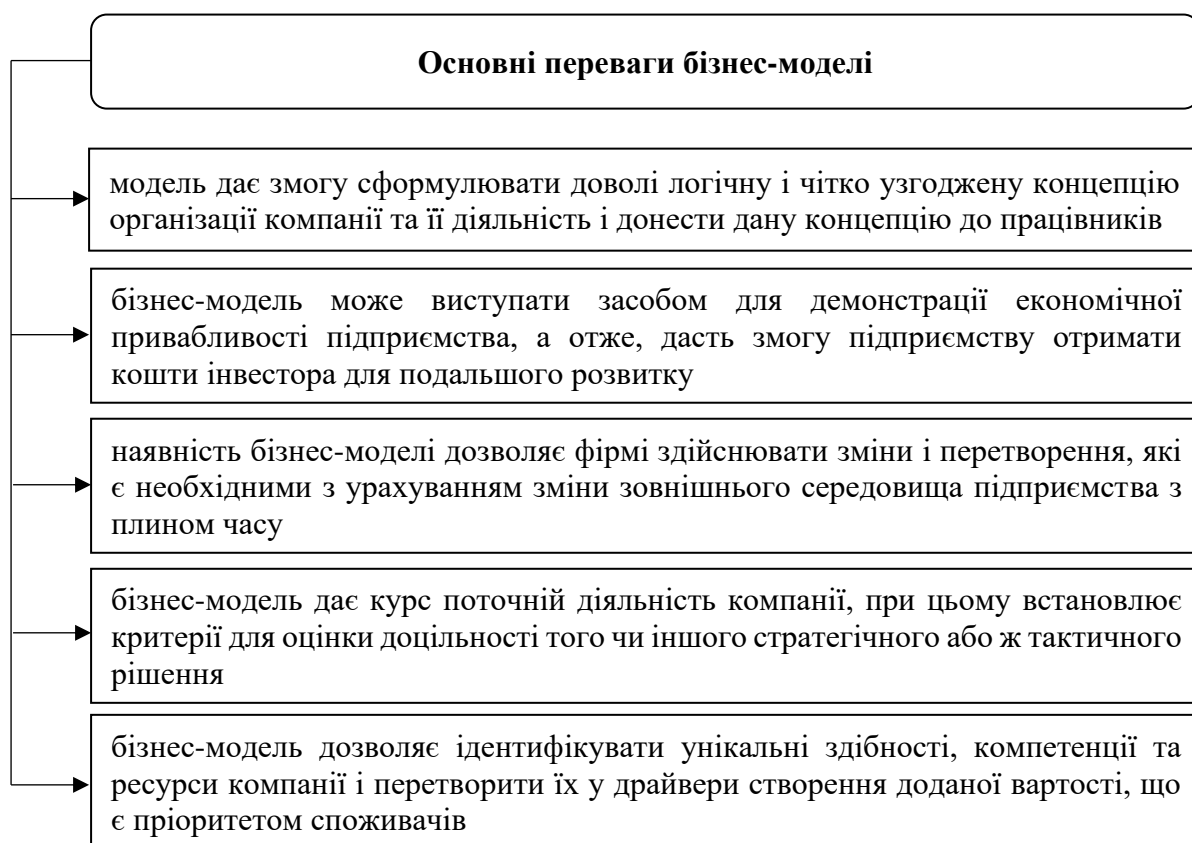 Основні переваги бізнес-моделі
модель дає змогу сформулювати доволі логічну і чітко узгоджену концепцію
організації компанії та її діяльність і донести дану концепцію до працівників
бізнес-модель може виступати засобом для демонстрації економічної
привабливості підприємства, а отже, дасть змогу підприємству отримати
кошти інвестора для подальшого розвитку
наявність бізнес-моделі дозволяє фірмі здійснювати зміни і перетворення, які
є необхідними з урахуванням зміни зовнішнього середовища підприємства з
плином часу
бізнес-модель дає курс поточній діяльність компанії, при цьому встановлює
критерії для оцінки доцільності того чи іншого стратегічного або ж тактичного
рішення
бізнес-модель дозволяє ідентифікувати унікальні здібності, компетенції та
ресурси компанії і перетворити їх у драйвери створення доданої вартості, що
є пріоритетом споживачів